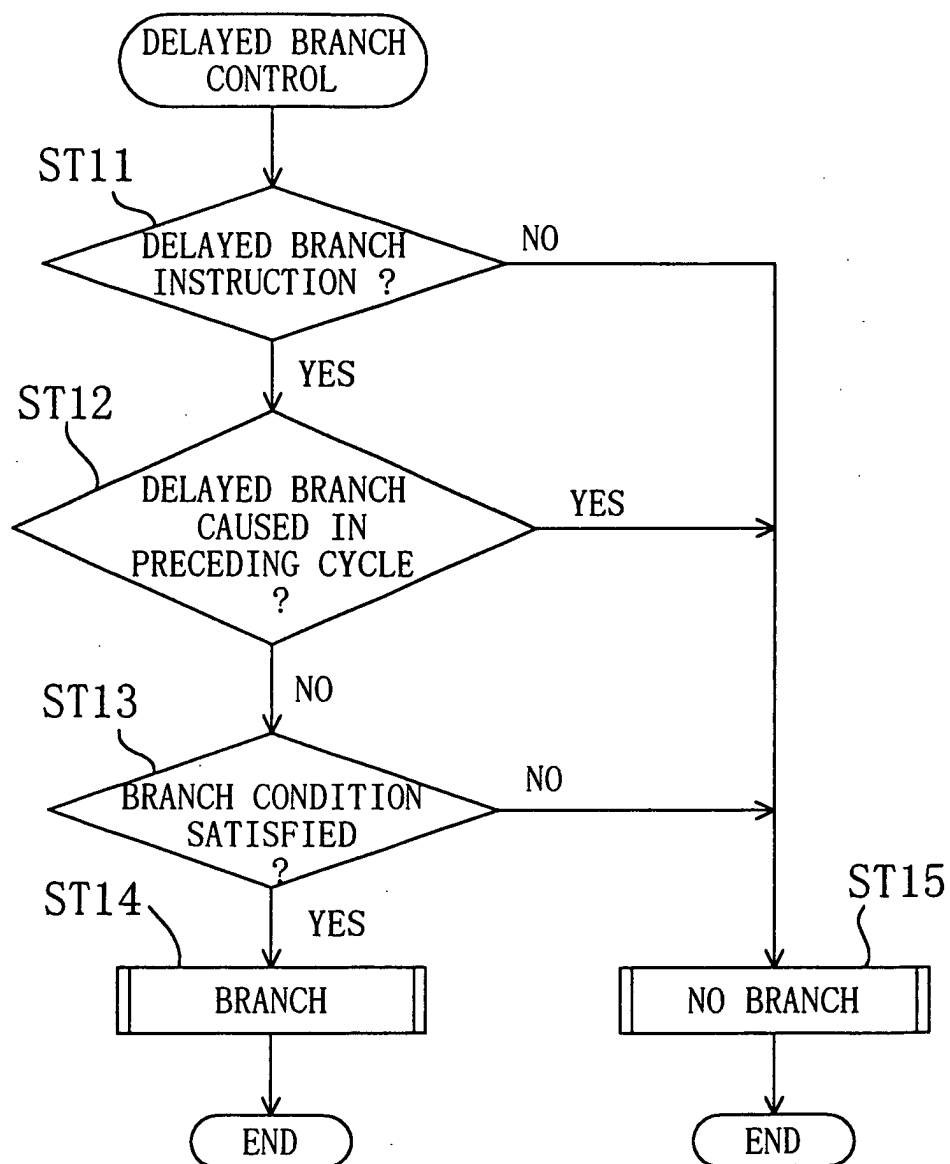 DELAYED BRANCH
CONTROL
ST11
DELAYED BRANCH
INSTRUCTION ?
NO
YES
ST12
DELAYED BRANCH
CAUSED IN
PRECEDING CYCLE
?
YES
NO
ST13
BRANCH CONDITION
SATISFIED
?
NO
YES
ST14
BRANCH
ST15
NO BRANCH
END
END